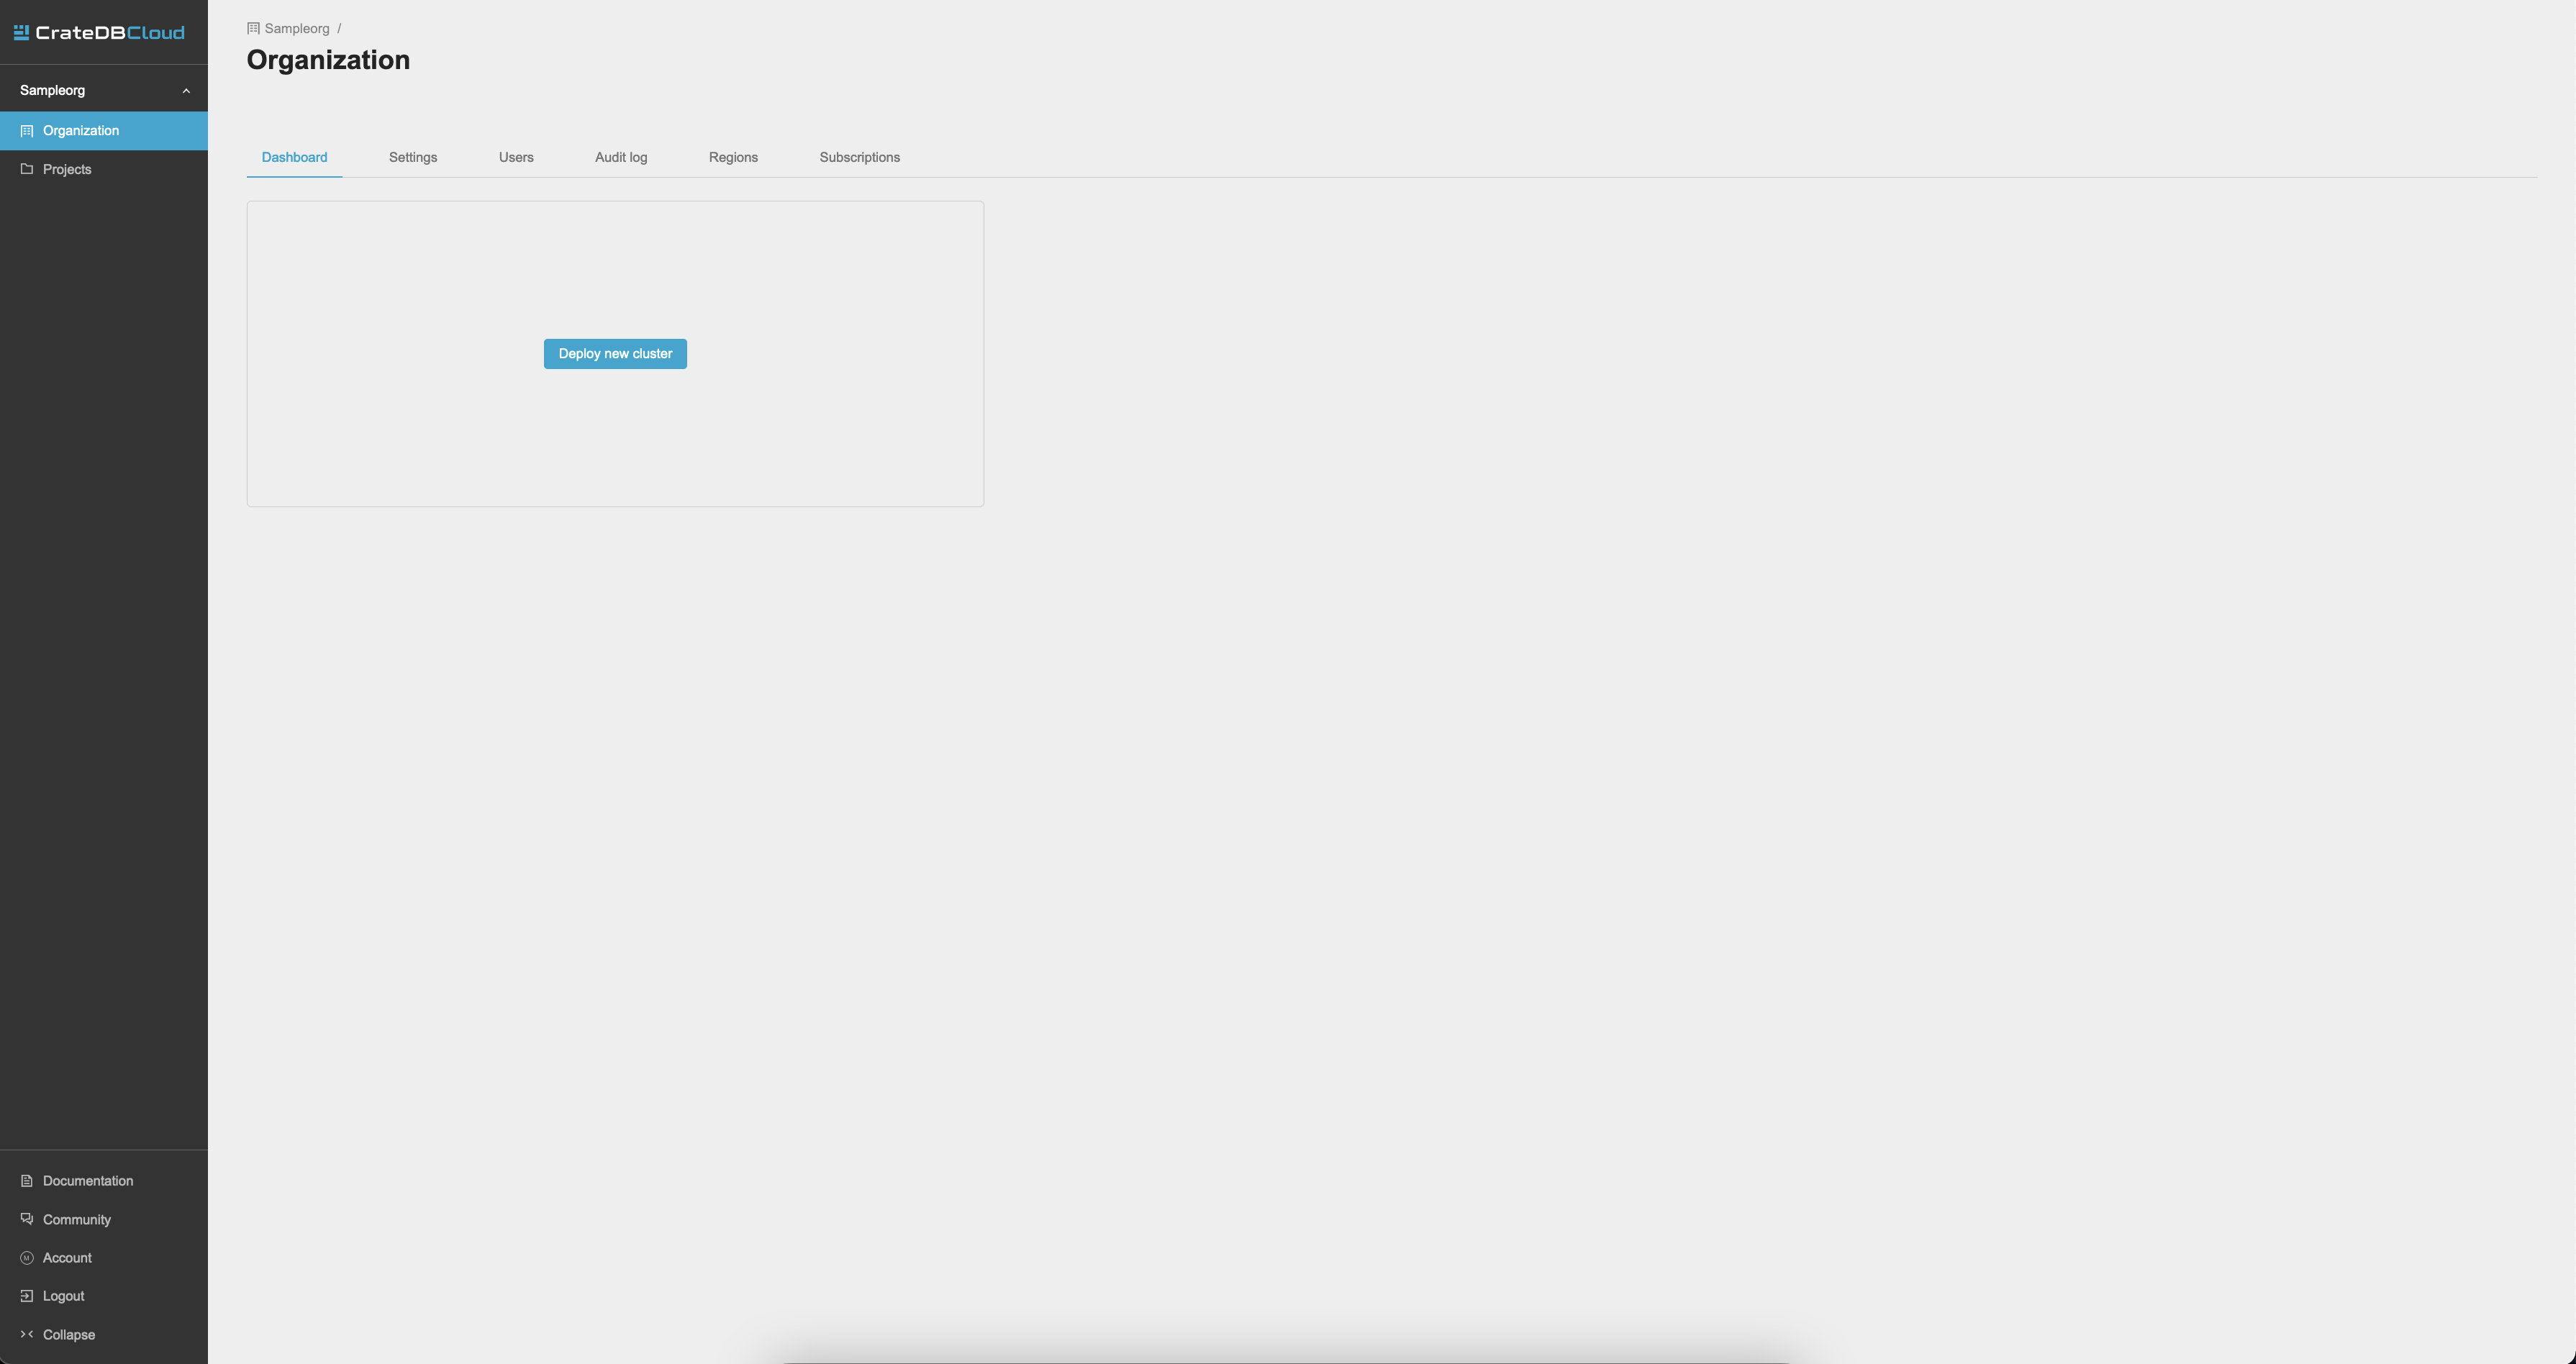 CrateDBCloud
Sampleorg
Organization
Projects
Documentation
Community
M
Account
Logout
Collapse
Sampleorg /
Organization
Dashboard Settings Users Audit log Regions Subscriptions
Deploy new cluster